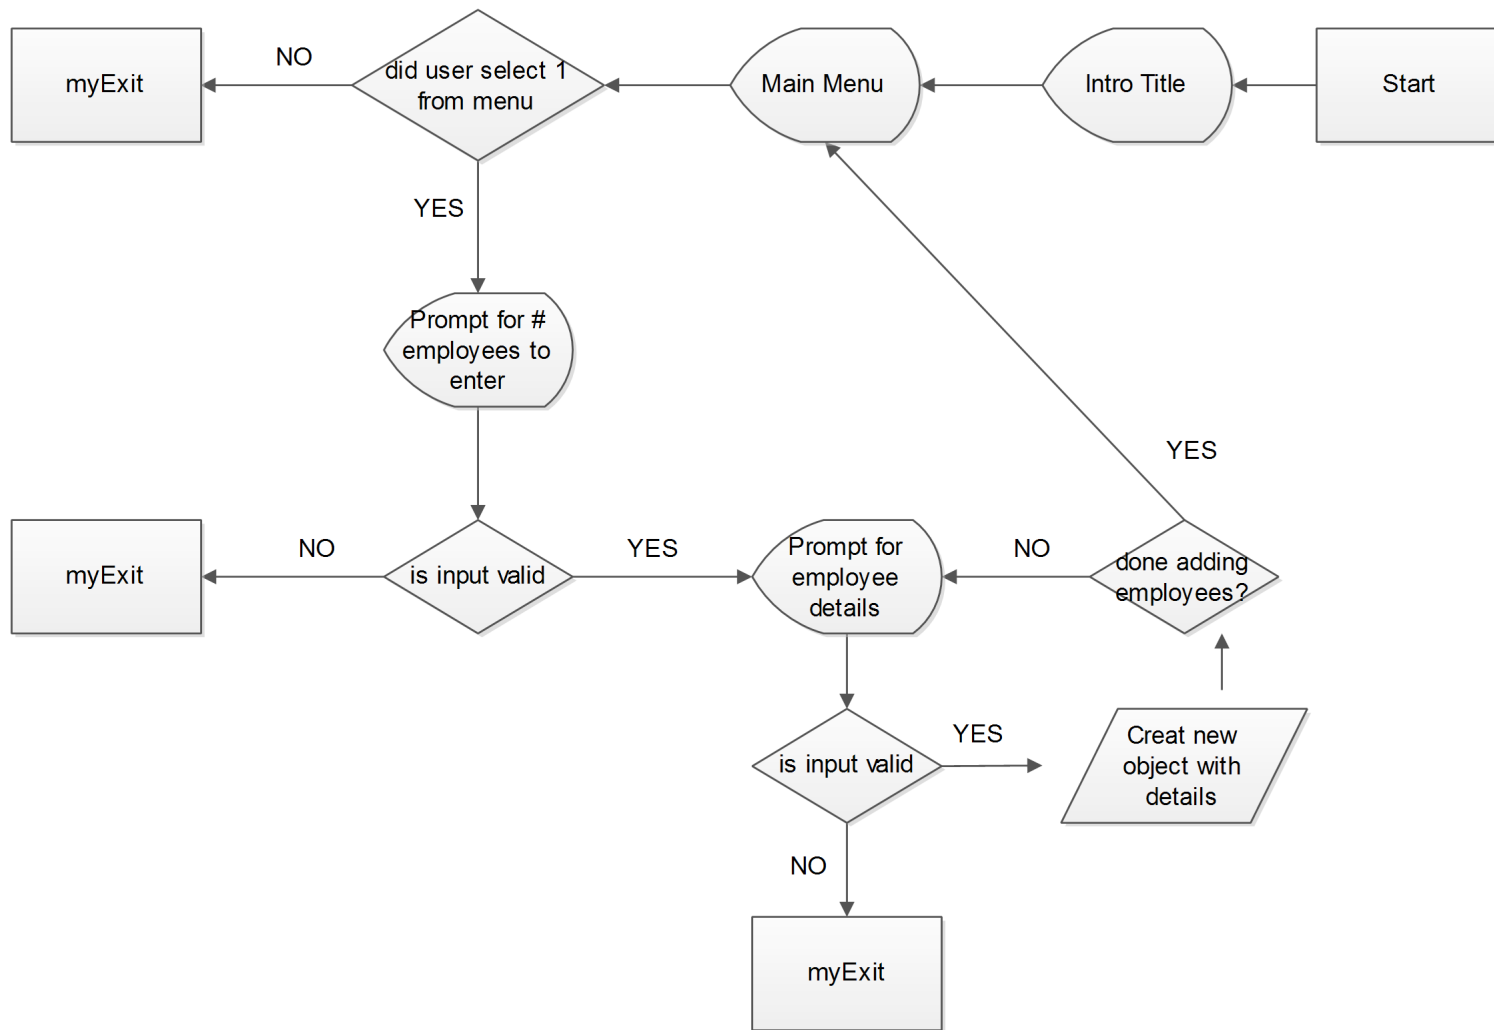 myExit
NO
did user select 1
from menu
Main Menu
Intro Title
Start
YES
Prompt for #
employees to
enter
YES
myExit
NO
is input valid
YES
Prompt for
employee
details
NO
done adding
employees?
is input valid
YES
Creat new
object with
details
NO
myExit